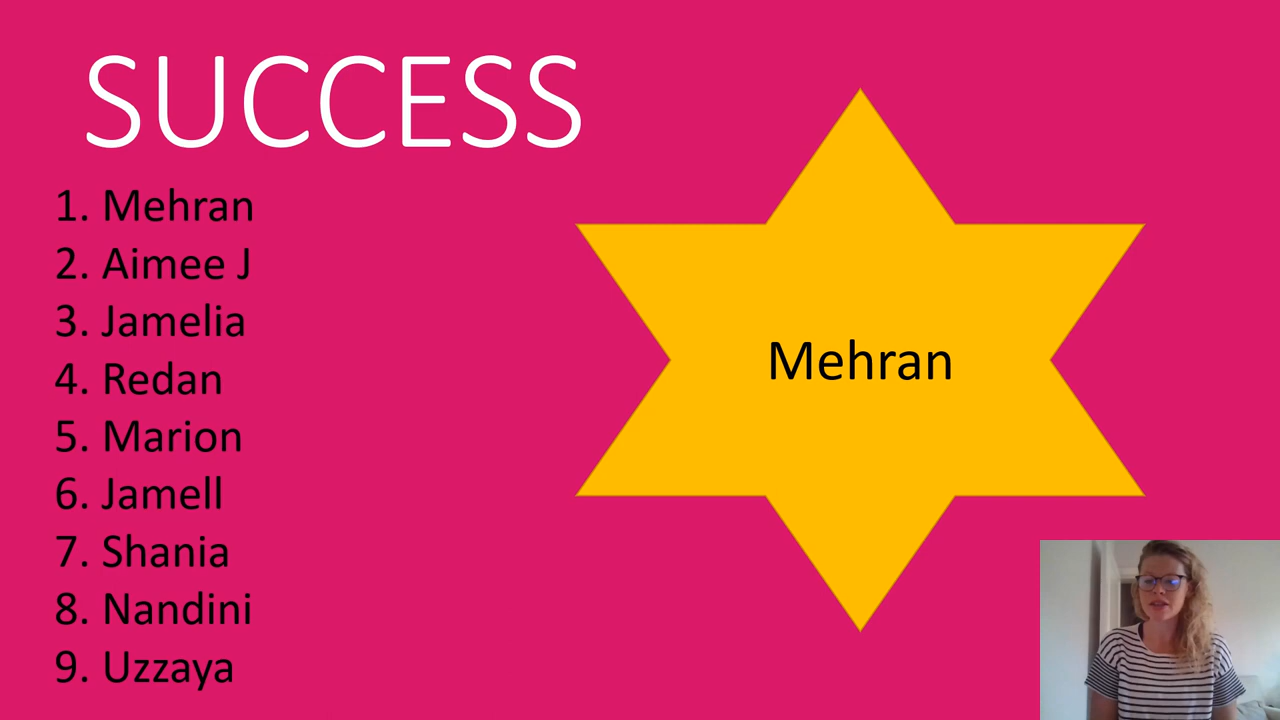 SUCCESS
1. Mehran
2. Aimee J
3. Jamelia
4. Redan
5. Marion
6. Jamell
7. Shania
8. Nandini
9. Uzzaya
Mehran